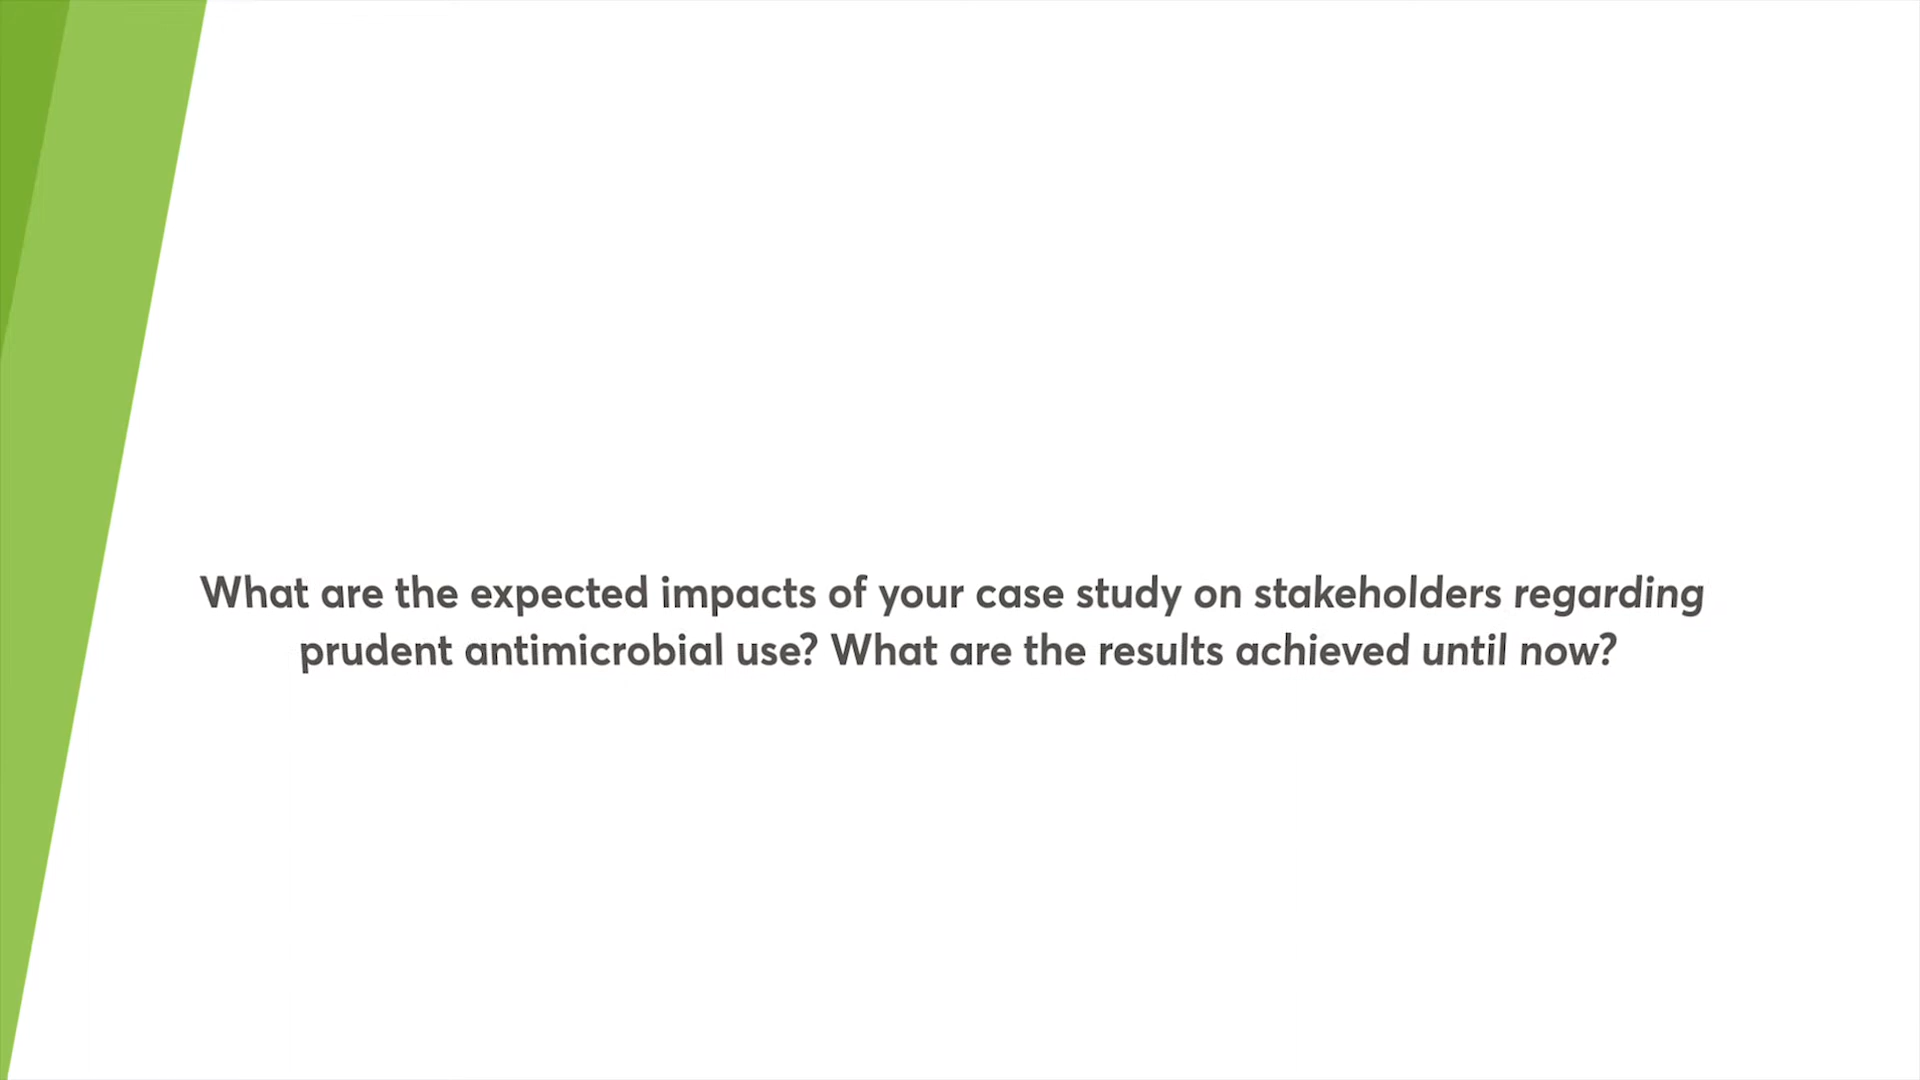 What are the expected impacts of your case study on stakeholders regarding
prudent antimicrobial use? What are the results achieved until now?